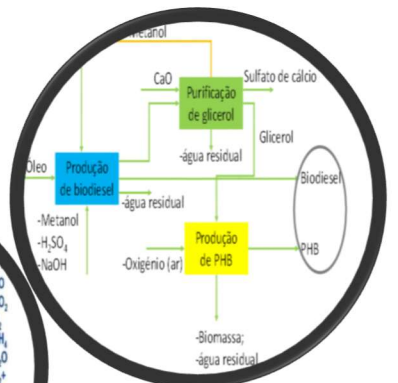 Metanol
CaO
Sulfato de cálcio
Purificação
de glicerol
Glicerol
-água residual
Óleo
Produção
de biodiesel
Biodiesel
-água residual
-Metanol
-H₂SO₄
-NaOH
Produção
de PHB
PHB
-Oxigénio (ar)
-Biomassa;
-água residual